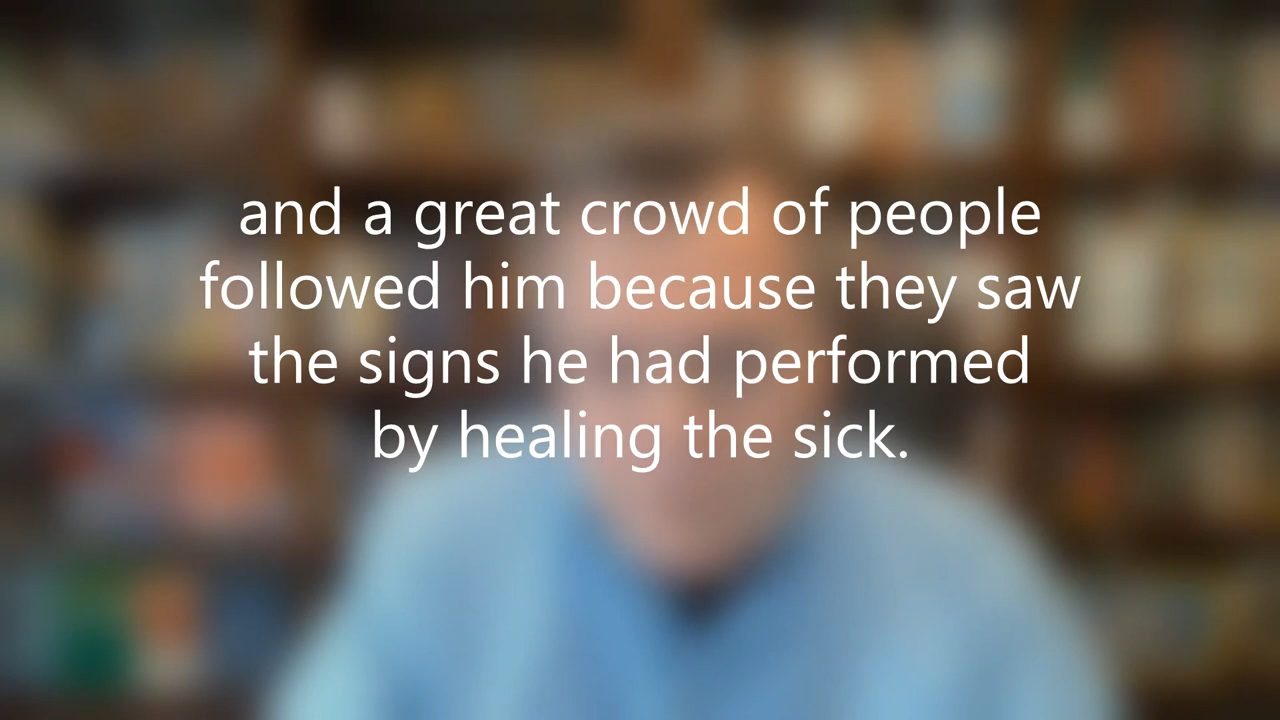 and a great crowd of people
followed him because they saw
the signs he had performed
by healing the sick.